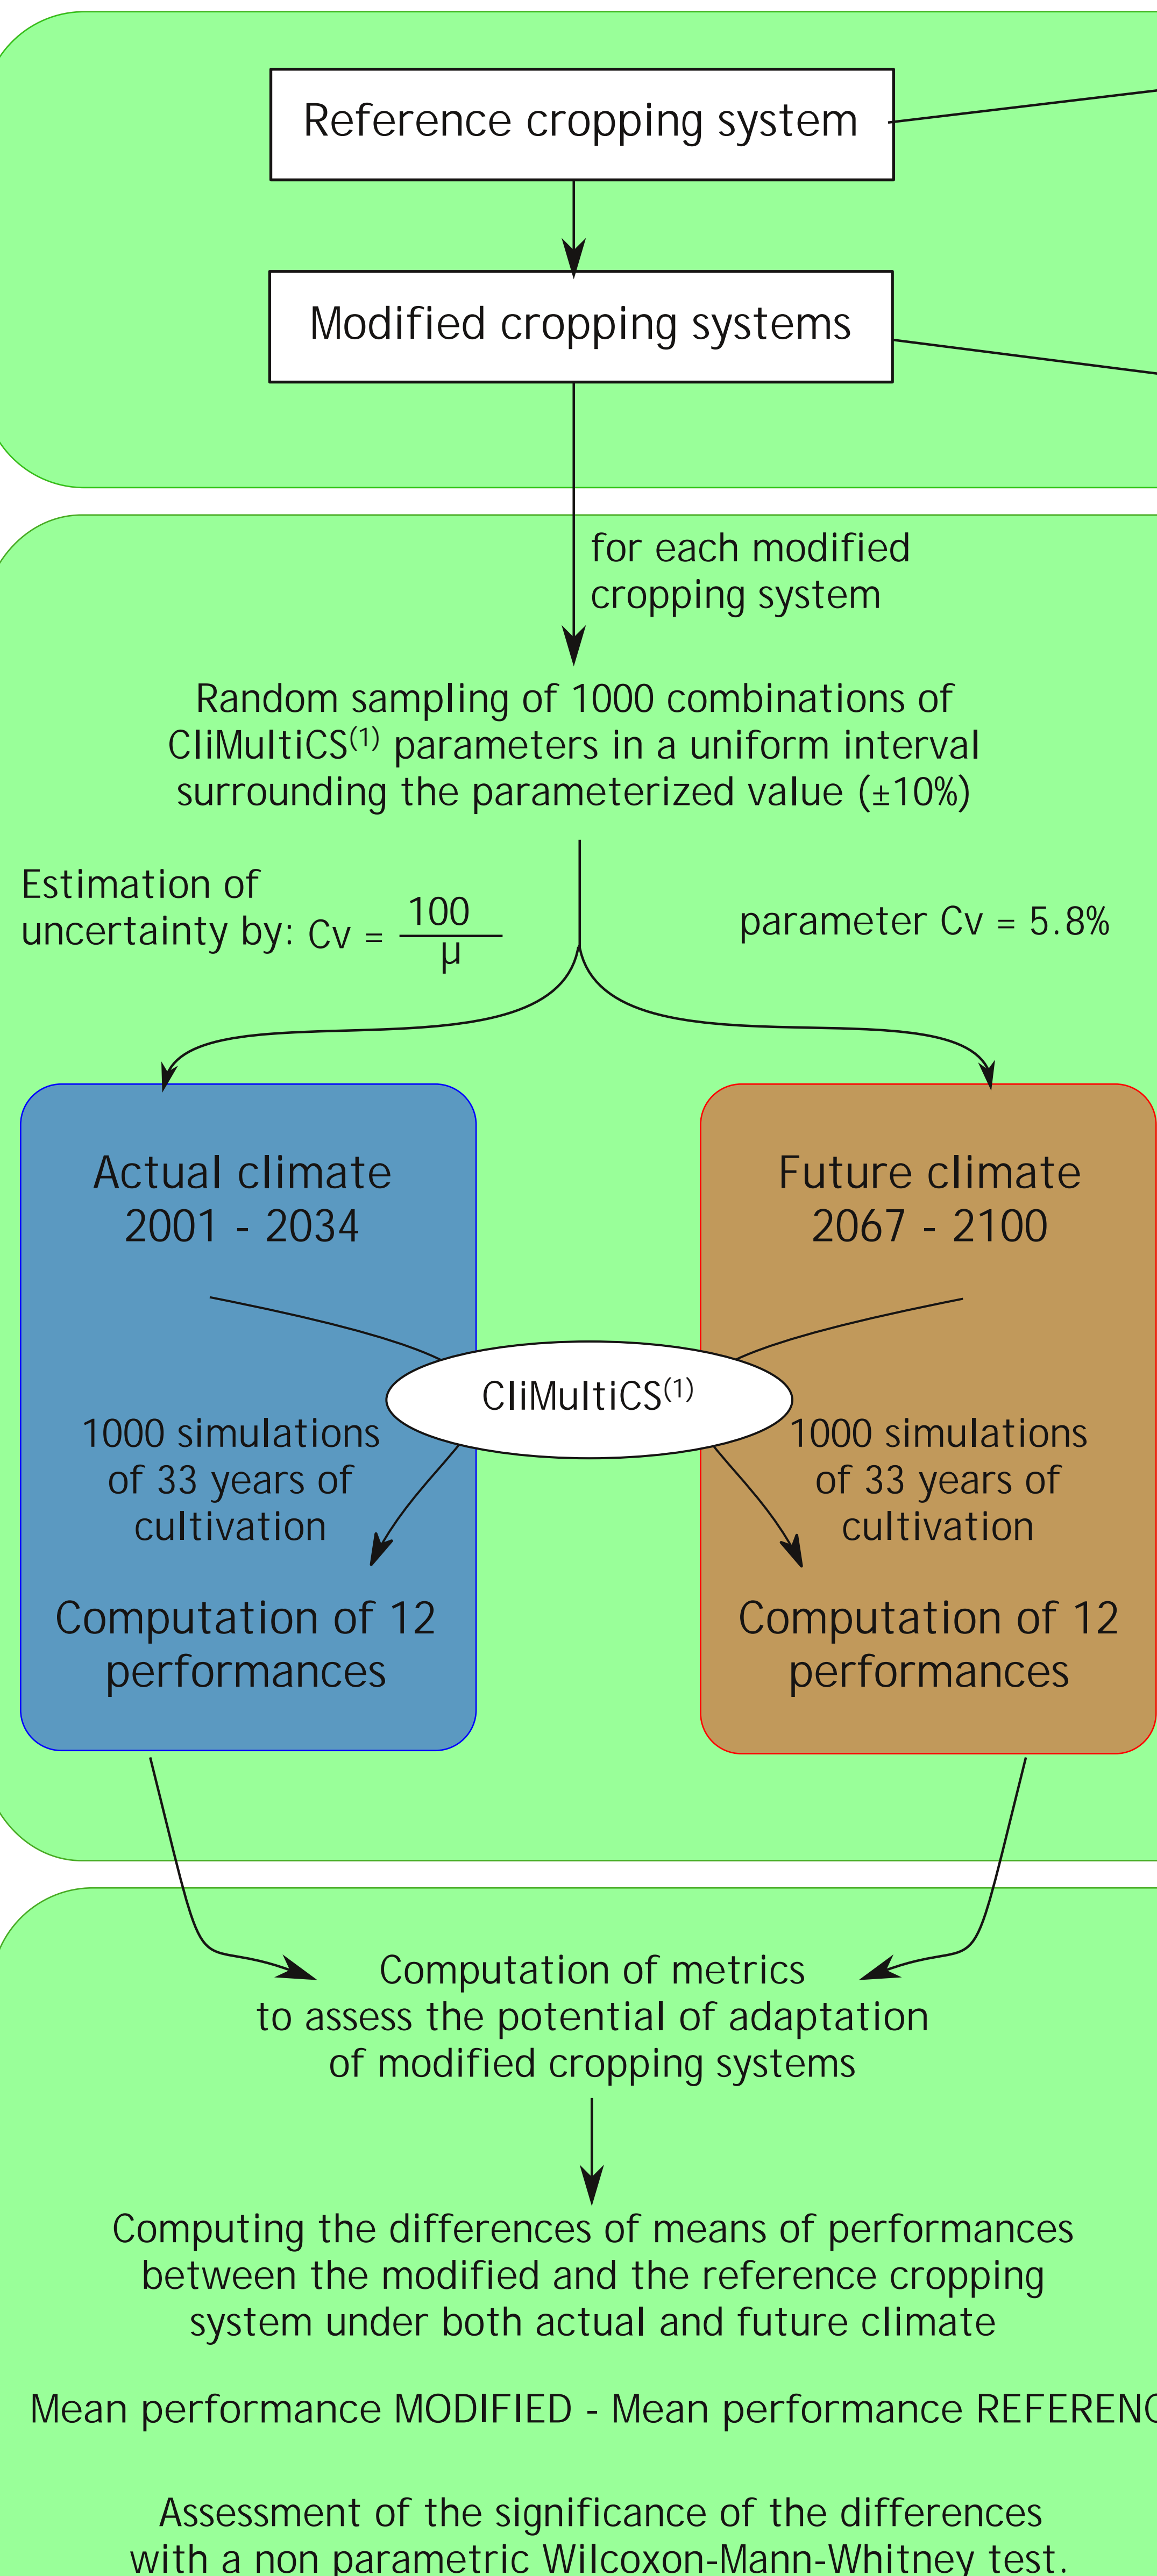 Reference cropping system
Modified cropping systems
for each modified
cropping system
Random sampling of 1000 combinations of
CliMultiCS(1) parameters in a uniform interval
surrounding the parameterized value (±10%)
Estimation of
uncertainty by: Cv = 100 / µ
parameter Cv = 5.8%
Actual climate
2001 - 2034
Future climate
2067 - 2100
CliMultiCS(1)
1000 simulations
of 33 years of
cultivation
1000 simulations
of 33 years of
cultivation
Computation of 12
performances
Computation of 12
performances
Computation of metrics
to assess the potential of adaptation
of modified cropping systems
Computing the differences of means of performances
between the modified and the reference cropping
system under both actual and future climate
Mean performance MODIFIED - Mean performance REFERENC
Assessment of the significance of the differences
with a non parametric Wilcoxon-Mann-Whitney test.